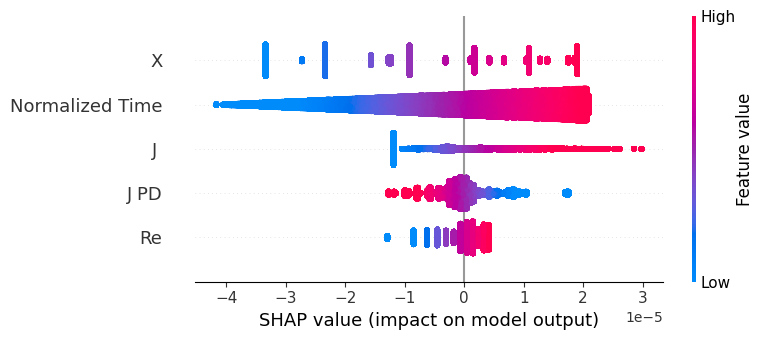 High
X
Normalized Time
J
J PD
Re
Feature value
Low
−4 −3 −2 −1 0 1 2 3
1e−5
SHAP value (impact on model output)